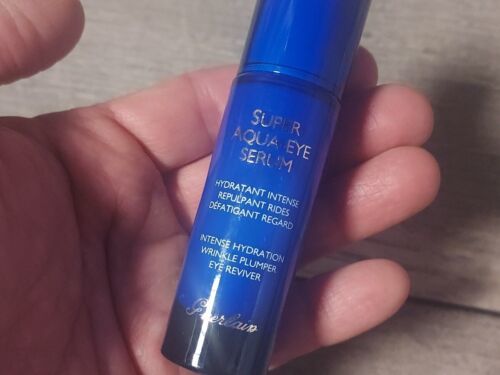 SUPER
AQUA-EYE
SERUM
HYDRATANT INTENSE
REPULPANT RIDES
DÉFATIGANT REGARD
INTENSE HYDRATION
WRINKLE PLUMPER
EYE REVIVER
Guerlain